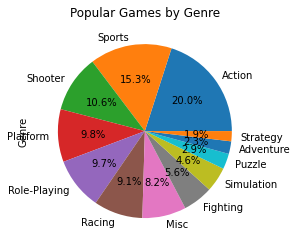 Popular Games by Genre
Sports
15.3%
Shooter
10.6%
Action
20.0%
Platform
9.8%
Genre
1.9%
Strategy
2.3%
Adventure
2.9%
Puzzle
Role-Playing
9.7%
4.6%
Simulation
9.1%
Racing
8.2%
Misc
5.6%
Fighting